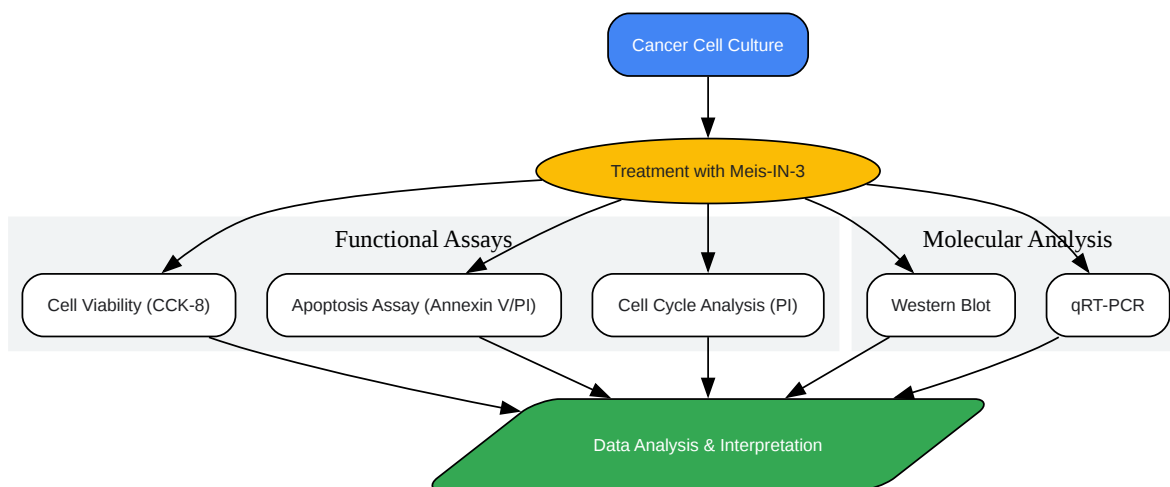 Cancer Cell Culture
Treatment with Meis-IN-3
Functional Assays
Molecular Analysis
Cell Viability (CCK-8)
Apoptosis Assay (Annexin V/PI)
Cell Cycle Analysis (PI)
Western Blot
qRT-PCR
Data Analysis & Interpretation